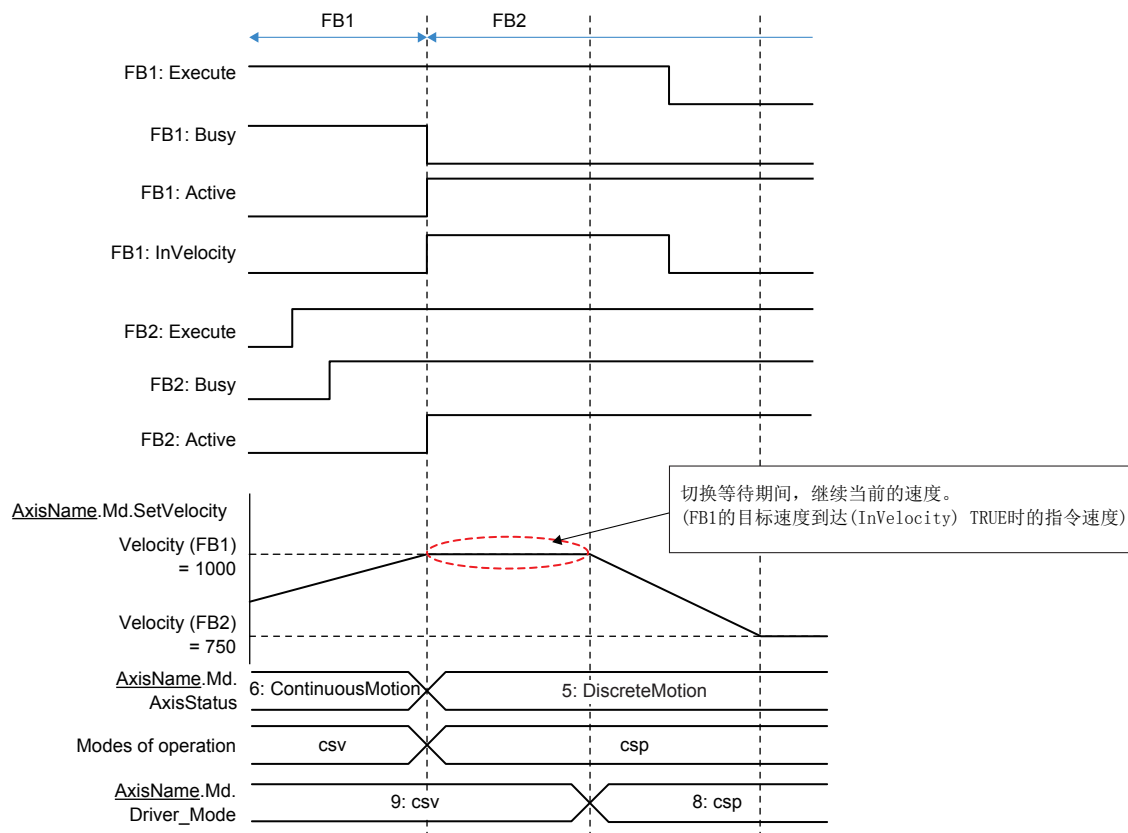 FB1
FB2
FB1: Execute
FB1: Busy
FB1: Active
FB1: InVelocity
FB2: Execute
FB2: Busy
FB2: Active
切换等待期间，继续当前的速度。
(FB1的目标速度到达(InVelocity) TRUE时的指令速度)
AxisName.Md.SetVelocity
Velocity (FB1)
= 1000
Velocity (FB2)
= 750
AxisName.Md.
AxisStatus
6: ContinuousMotion
5: DiscreteMotion
Modes of operation
csv
csp
AxisName.Md.
Driver_Mode
9: csv
8: csp